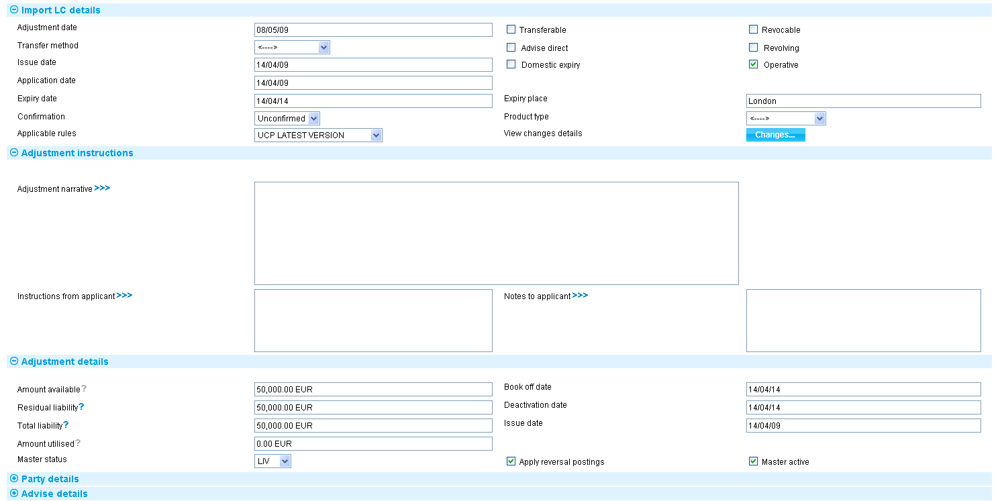 Import LC details
Adjustment date 08/05/09 Transferable Revocable
Transfer method <----> Advise direct Revolving
Issue date 14/04/09 Domestic expiry Operative
Application date 14/04/09
Expiry date 14/04/14 Expiry place London
Confirmation Unconfirmed Product type <---->
Applicable rules UCP LATEST VERSION View changes details Changes...
Adjustment instructions
Adjustment narrative >>>
Instructions from applicant >>> Notes to applicant >>>
Adjustment details
Amount available? 50,000.00 EUR Book off date 14/04/14
Residual liability? 50,000.00 EUR Deactivation date 14/04/14
Total liability? 50,000.00 EUR Issue date 14/04/09
Amount utilised? 0.00 EUR
Master status LIV Apply reversal postings Master active
Party details
Advise details